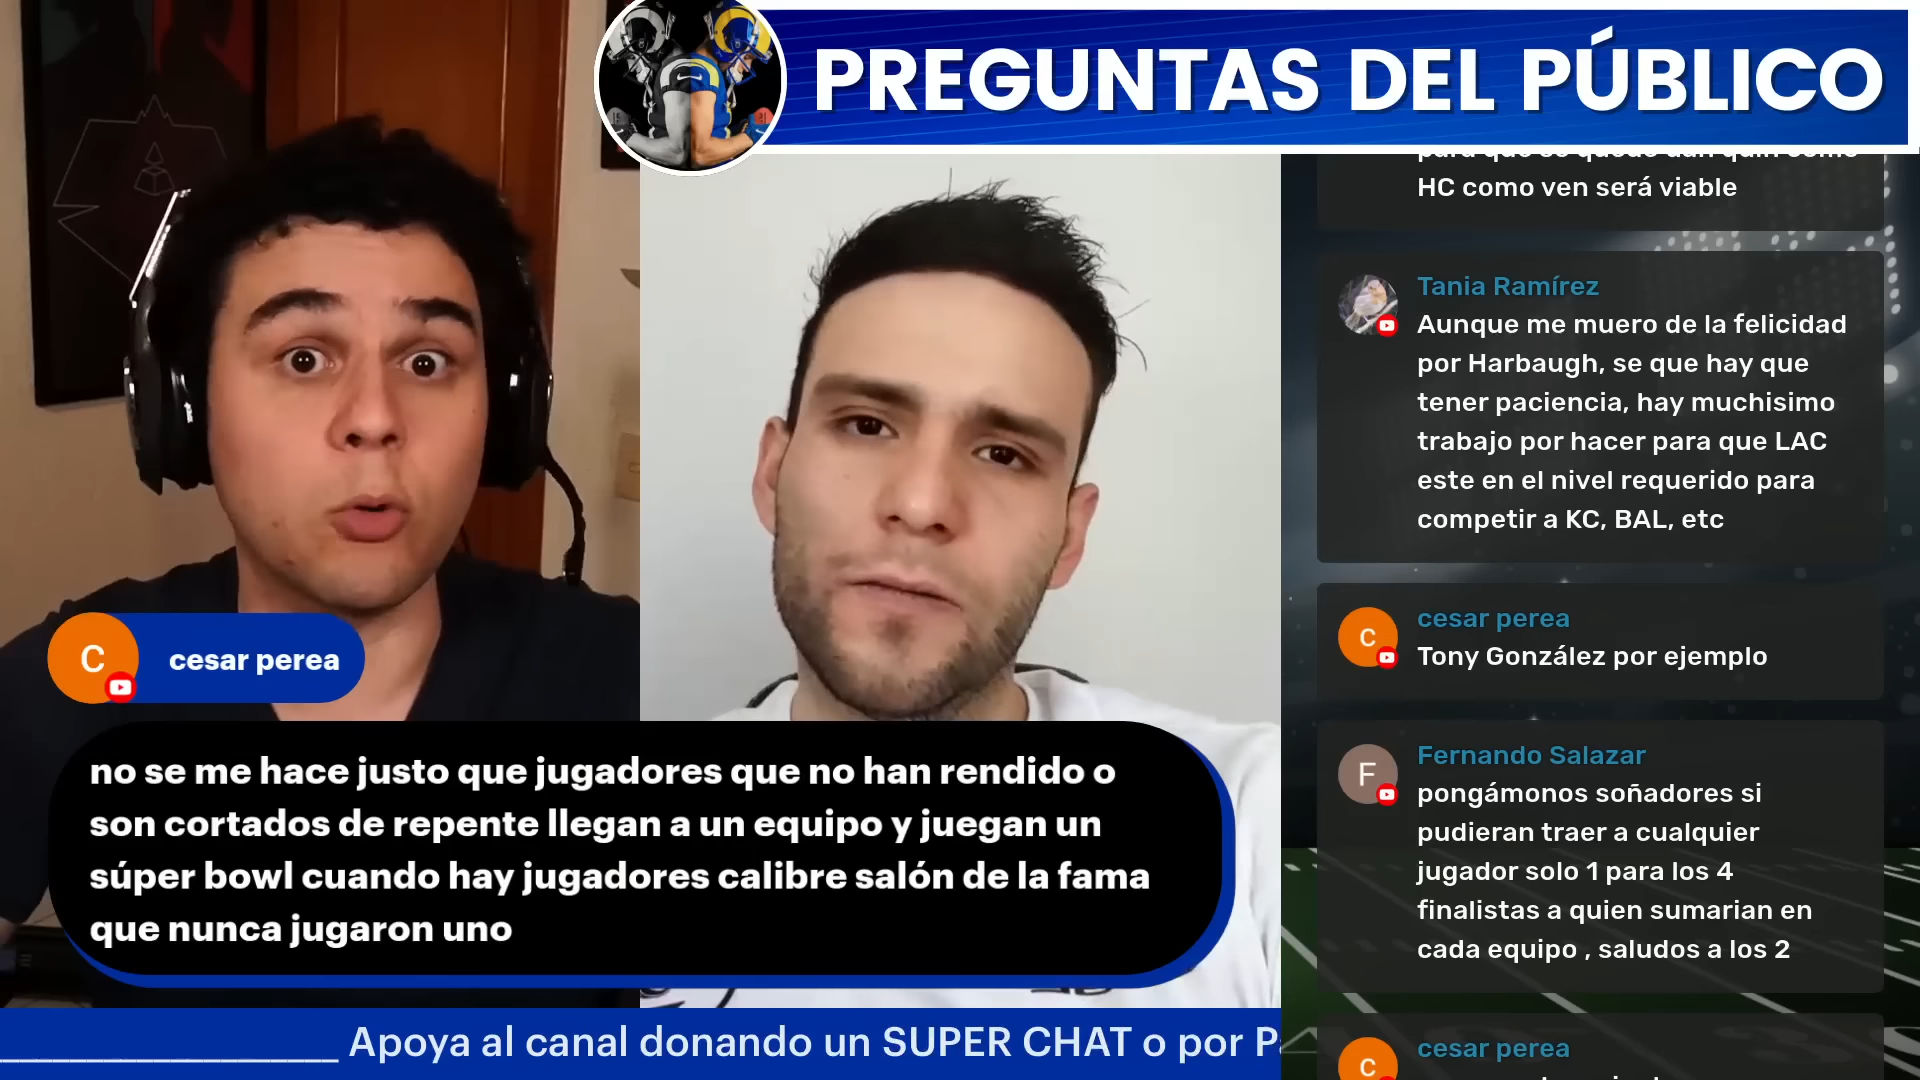 PREGUNTAS DEL PÚBLICO
HC como ven será viable
Tania Ramírez
Aunque me muero de la felicidad
por Harbaugh, se que hay que
tener paciencia, hay muchisimo
trabajo por hacer para que LAC
este en el nivel requerido para
competir a KC, BAL, etc
cesar perea
Tony González por ejemplo
Fernando Salazar
pongámonos soñadores si
pudieran traer a cualquier
jugador solo 1 para los 4
finalistas a quien sumarian en
cada equipo , saludos a los 2
cesar perea
C
cesar perea
no se me hace justo que jugadores que no han rendido o
son cortados de repente llegan a un equipo y juegan un
súper bowl cuando hay jugadores calibre salón de la fama
que nunca jugaron uno
Apoya al canal donando un SUPER CHAT o por